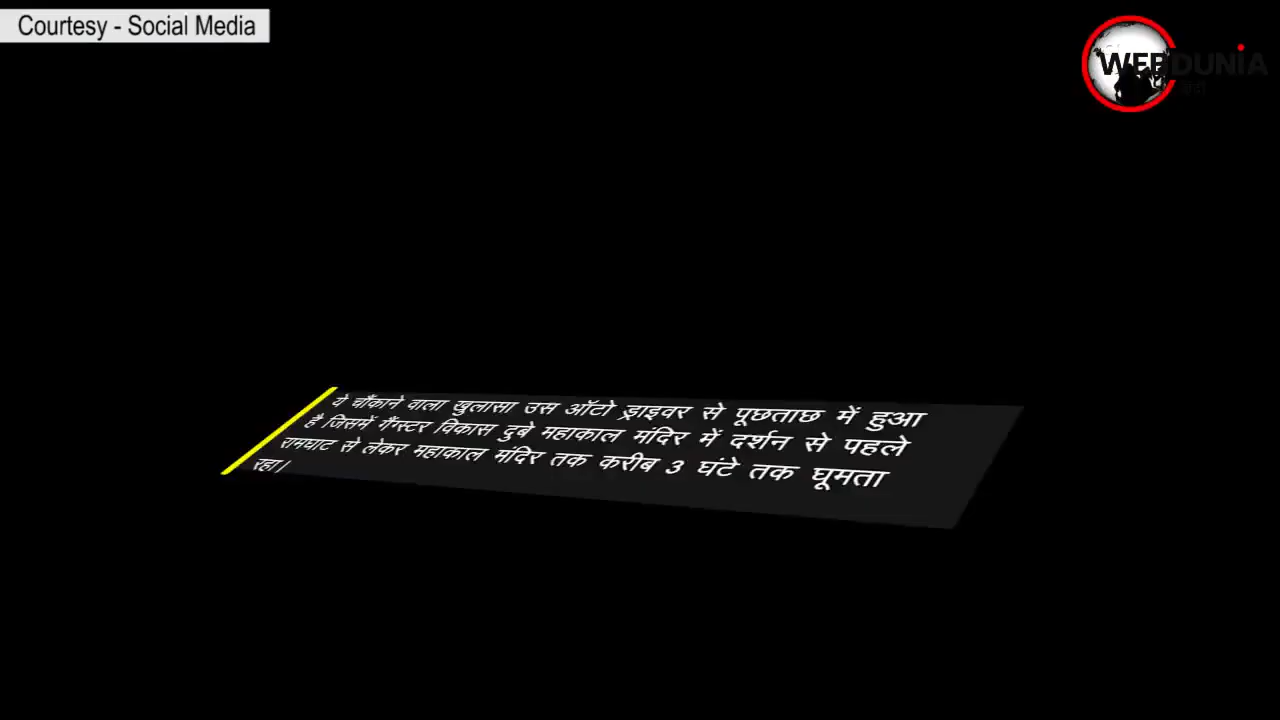 Courtesy - Social Media
WEBDUNIA
ये चौंकाने वाला खुलासा उस ऑटो ड्राइवर से पूछताछ में हुआ
है जिसमें गैंग्स्टर विकास दुबे महाकाल मंदिर में दर्शन से पहले
रामघाट से लेकर महाकाल मंदिर तक करीब 3 घंटे तक घूमता
रहा।